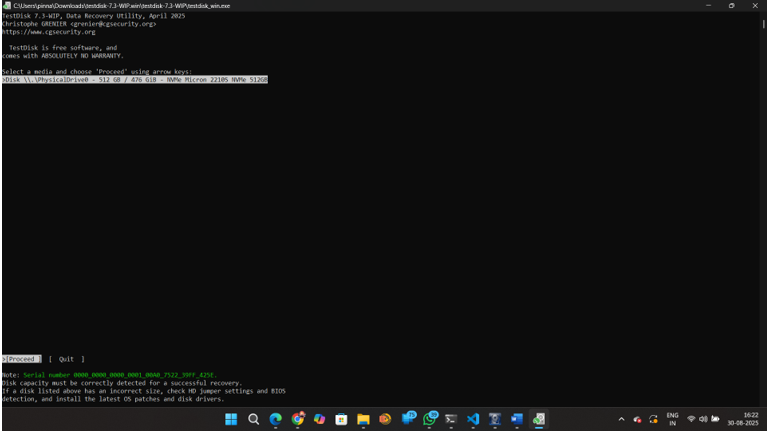 C:\Users\pinna\Downloads\testdisk-7.3-WIP.win\testdisk-7.3-WIP\testdisk_win.exe
TestDisk 7.3-WIP, Data Recovery Utility, April 2025
Christophe GRENIER <grenier@cgsecurity.org>
https://www.cgsecurity.org
TestDisk is free software, and
comes with ABSOLUTELY NO WARRANTY.
Select a media and choose 'Proceed' using arrow keys:
>Disk \\.\PhysicalDrive0 - 512 GB / 476 GiB - NVMe Micron 2210S NVMe 512GB
>[Proceed ] [ Quit ]
Note: Serial number 0000_0000_0000_0001_00A0_7522_39FF_425E.
Disk capacity must be correctly detected for a successful recovery.
If a disk listed above has an incorrect size, check HD jumper settings and BIOS
detection, and install the latest OS patches and disk drivers.
ENG
IN
16:22
30-08-2025